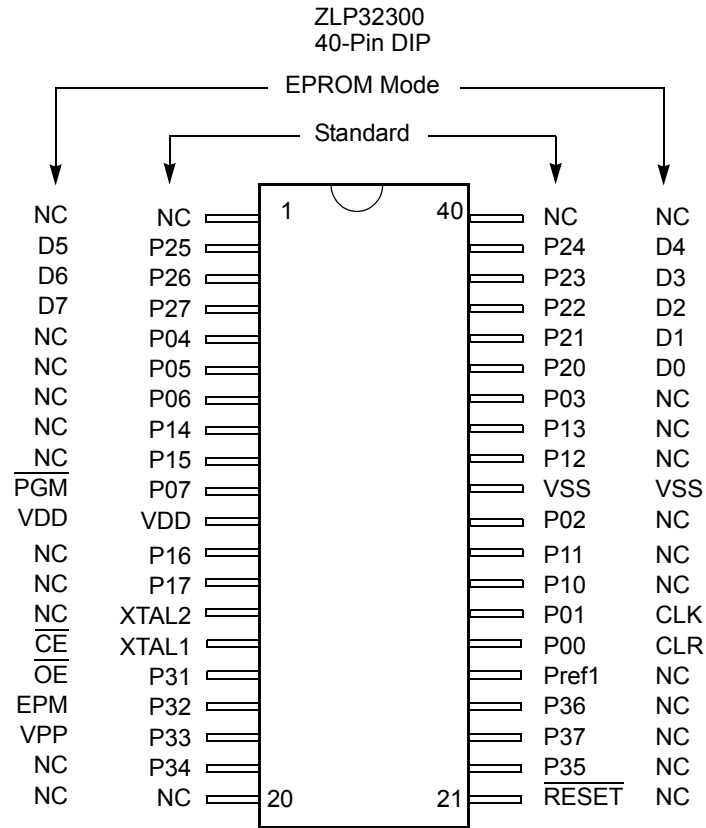 ZLP32300
40-Pin DIP
EPROM Mode
Standard
NC NC 1 40 NC NC
D5 P25 P24 D4
D6 P26 P23 D3
D7 P27 P22 D2
NC P04 P21 D1
NC P05 P20 D0
NC P06 P03 NC
NC P14 P13 NC
NC P15 P12 NC
PGM P07 VSS VSS
VDD VDD P02 NC
NC P16 P11 NC
NC P17 P10 NC
NC XTAL2 P01 CLK
CE XTAL1 P00 CLR
OE P31 Pref1 NC
EPM P32 P36 NC
VPP P33 P37 NC
NC P34 P35 NC
NC NC 20 21 RESET NC